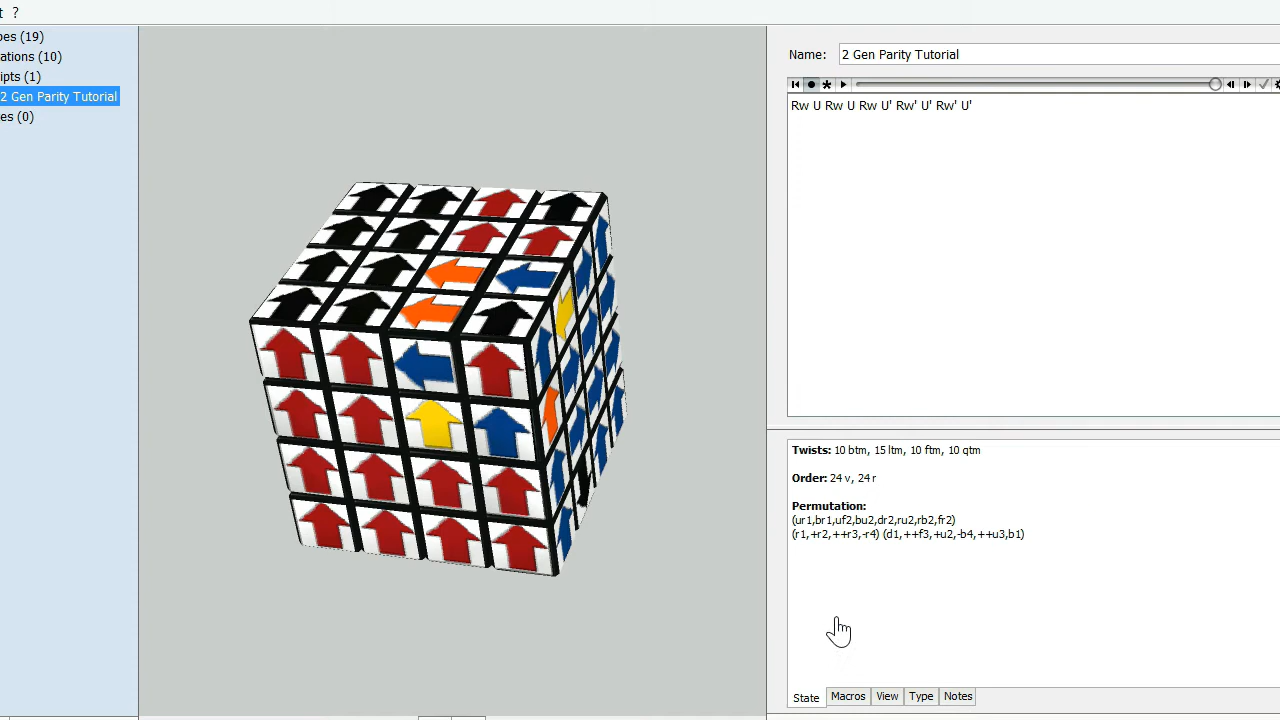 t ?
pes (19)
ations (10)
ipts (1)
2 Gen Parity Tutorial
es (0)
Name: 2 Gen Parity Tutorial
Rw U Rw U Rw U' Rw' U' Rw' U'
Twists: 10 btm, 15 ltm, 10 ftm, 10 qtm
Order: 24 v, 24 r
Permutation:
(ur1,br1,uf2,bu2,dr2,ru2,rb2,fr2)
(r1,+r2,++r3,-r4) (d1,++f3,+u2,-b4,++u3,b1)
State Macros View Type Notes